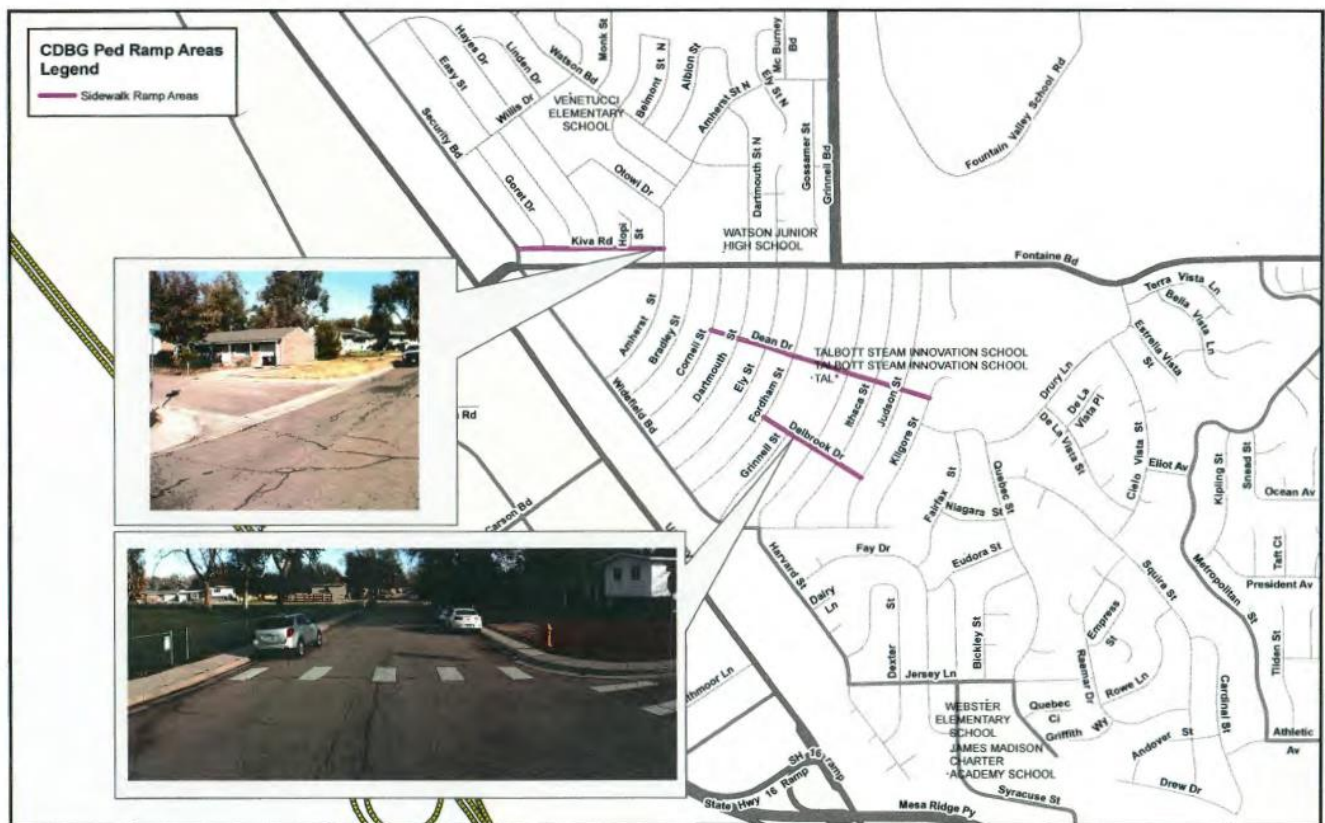 CDBG Ped Ramp Areas
Legend
Sidewalk Ramp Areas
Hayes Dr
Linden Dr
Easy St
Willis Dr
Watson Bd
Monk St
Belmont St N
Albion St
Mc Burney
Bd
Ely St N
Amherst St N
VENETUCCI
ELEMENTARY
SCHOOL
Security Bd
Goret Dr
Otowi Dr
Hopi
St
Kiva Rd
Dartmouth St N
Gossamer St
Grinnell Bd
WATSON JUNIOR
HIGH SCHOOL
Fountain Valley School Rd
Fontaine Bd
Terra Vista Ln
Bella Vista
Ln
Estrella Vista
St
Amherst St
Bradley St
Cornell St
Dartmouth St
Ely St
Fordham St
Grinnell St
Widefield Bd
Dean Dr
TALBOTT STEAM INNOVATION SCHOOL
TALBOTT STEAM INNOVATION SCHOOL
TAL
Ithsca St
Judson St
Kilgore St
Delbrook Dr
Drury Ln
De La
Vista Pl
De La Vista St
Cielo Vista St
Eliot Av
Kipling St
Snead St
Ocean Av
Taft Ct
President Av
Metropolitan St
Tilden St
Athletic
Av
Rd
Carson Bd
Fairfax St
Quebec St
Niagara St
Fay Dr
Eudora St
Harvard St
Dairy
Ln
Dexter St
Bickley St
Jersey Ln
Squire St
Empress
St
Raemar Dr
Rowe Ln
Cardinal St
WEBSTER
ELEMENTARY
SCHOOL
JAMES MADISON
CHARTER
ACADEMY SCHOOL
Quebec
Ci
Griffith Wy
Andover St
Drew Dr
thmoor Ln
SH 16 ramp
State Hwy 16 Ramp
Mesa Ridge Py
Syracuse St